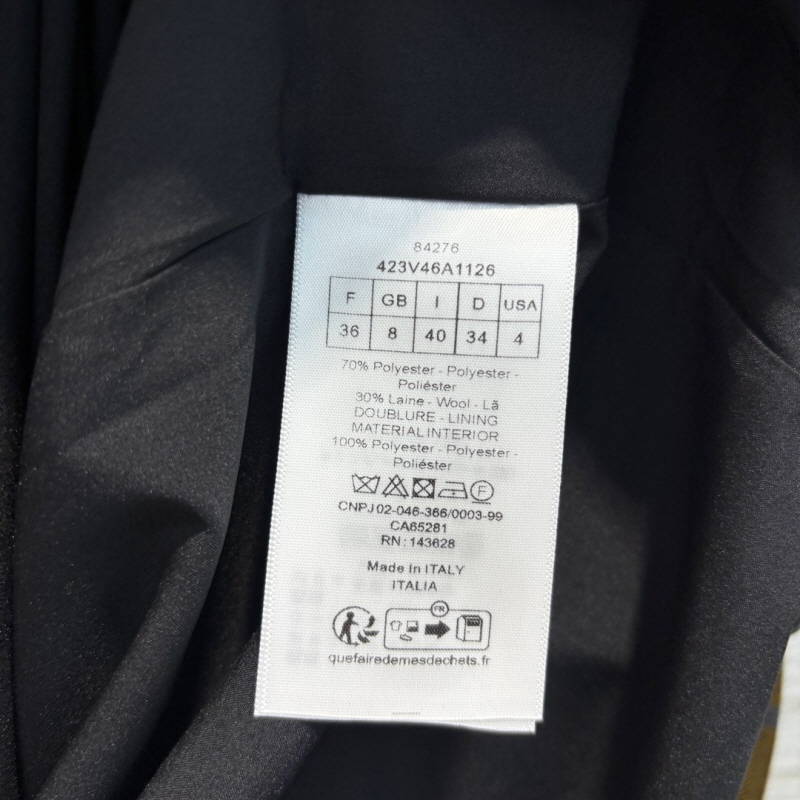 84276
423V46A1126
F GB I D USA
36 8 40 34 4
70% Polyester - Polyester -
Poliéster
30% Laine - Wool - Lã
DOUBLURE - LINING
MATERIAL INTERIOR
100% Polyester - Polyester -
Poliéster
F
CNPJ 02-046-366/0003-99
CA65281
RN : 143628
Made in ITALY
ITALIA
FR
quefairedemesdechets.fr